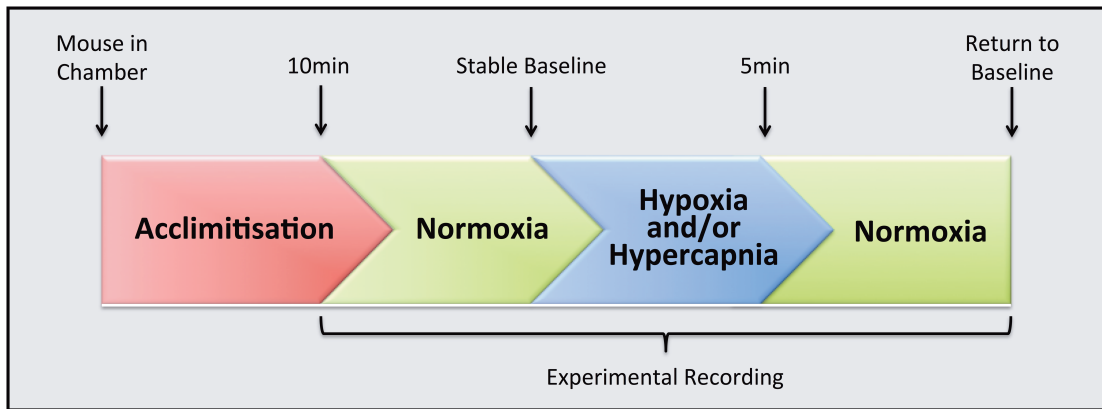 Mouse in
Chamber
10min
Stable Baseline
5min
Return to
Baseline
Acclimitisation
Normoxia
Hypoxia
and/or
Hypercapnia
Normoxia
Experimental Recording